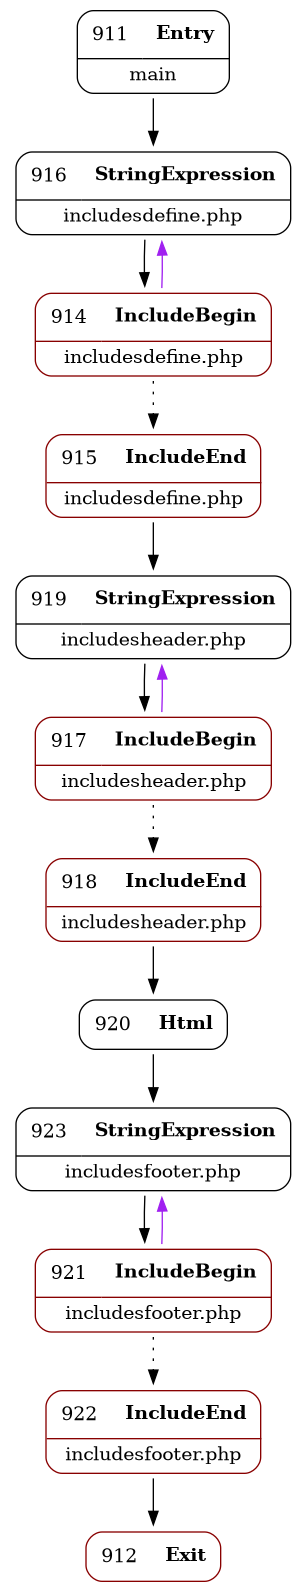 911 Entry
main
916 StringExpression
includesdefine.php
914 IncludeBegin
includesdefine.php
915 IncludeEnd
includesdefine.php
919 StringExpression
includesheader.php
917 IncludeBegin
includesheader.php
918 IncludeEnd
includesheader.php
920 Html
923 StringExpression
includesfooter.php
921 IncludeBegin
includesfooter.php
922 IncludeEnd
includesfooter.php
912 Exit